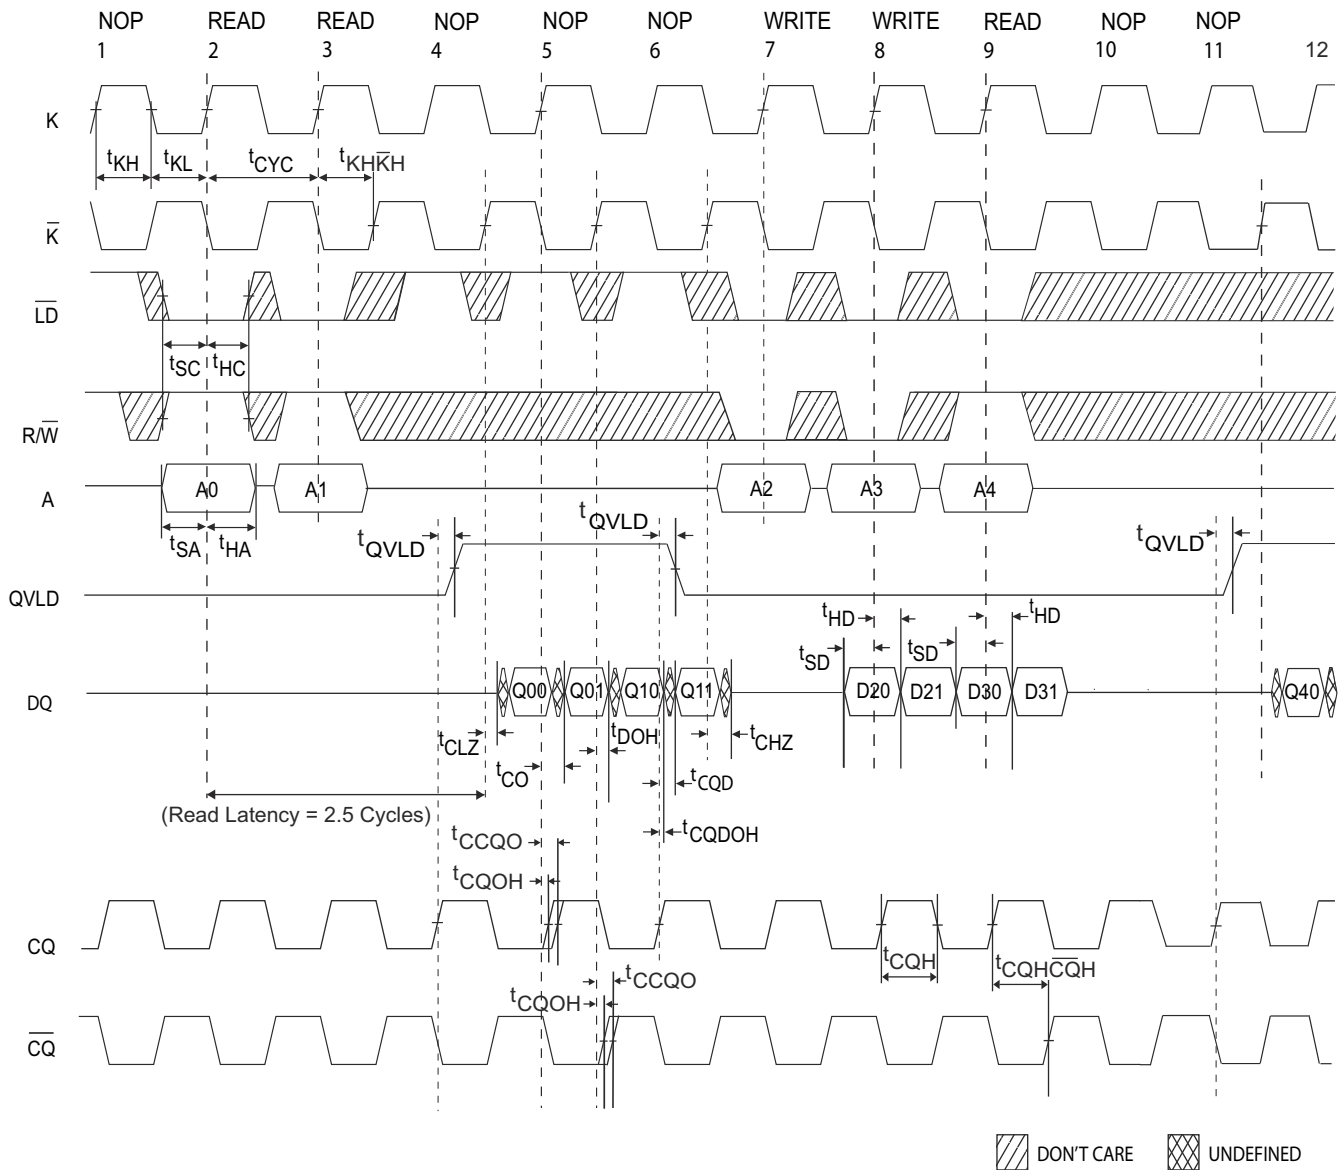 NOP READ READ NOP NOP NOP WRITE WRITE READ NOP NOP
1 2 3 4 5 6 7 8 9 10 11 12
K
tKH tKL tCYC tKHK̅H
K̅
L̅D̅
tSC tHC
R/W̅
A A0 A1 A2 A3 A4
tSA tHA tQVLD tQVLD tQVLD
QVLD
tHD tHD
tSD tSD
DQ Q00 Q01 Q10 Q11 D20 D21 D30 D31 Q40
tCLZ tDOH tCHZ
tCO tCQD
(Read Latency = 2.5 Cycles)
tCQDOH
tCCQO
tCQOH
CQ
tCQH tCQHC̅Q̅H
tCCQO
tCQOH
C̅Q̅
DON'T CARE UNDEFINED